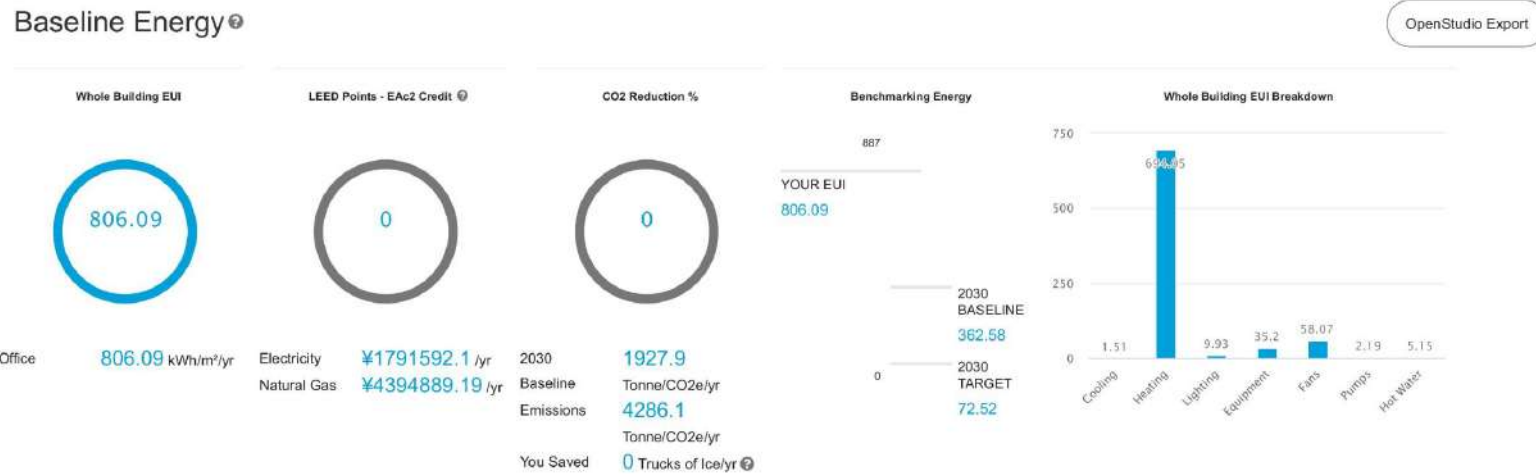 Baseline Energy
OpenStudio Export
Whole Building EUI
806.09
Office 806.09 kWh/m²/yr
LEED Points - EAc2 Credit
0
Electricity ¥1791592.1 /yr
Natural Gas ¥4394889.19 /yr
CO2 Reduction %
0
2030 1927.9
Baseline Tonne/CO2e/yr
Emissions 4286.1
Tonne/CO2e/yr
You Saved 0 Trucks of Ice/yr
Benchmarking Energy
887
YOUR EUI
806.09
2030
BASELINE
362.58
0
2030
TARGET
72.52
Whole Building EUI Breakdown
750
500
250
0
1.51
694.05
9.93
35.2
58.07
2.19
5.15
Cooling
Heating
Lighting
Equipment
Fans
Pumps
Hot Water